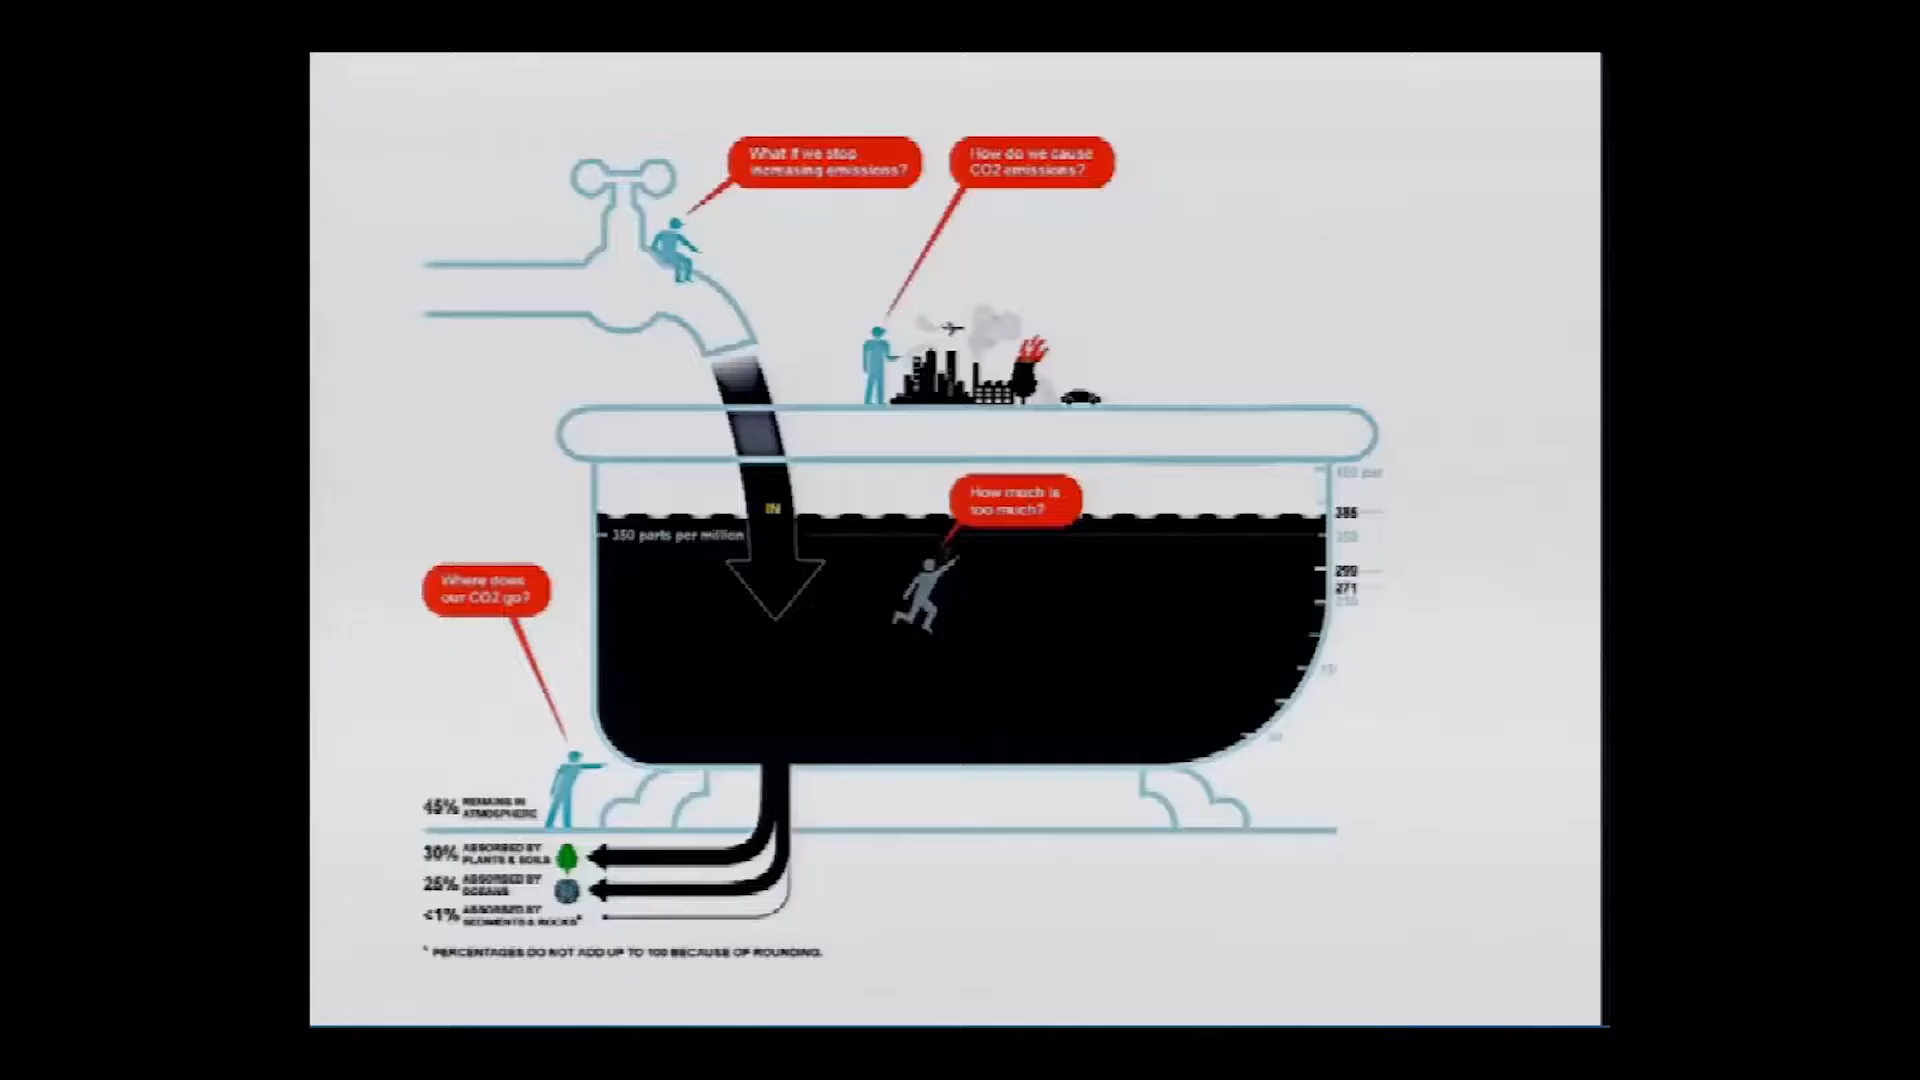 What if we stop
increasing emissions?
How do we cause
CO2 emissions?
How much is
too much?
IN
350 parts per million
Where does
our CO2 go?
385
350
299
271
250
45% REMAINS IN
ATMOSPHERE
30% ABSORBED BY
PLANTS & SOILS
25% ABSORBED BY
OCEANS
<1% ABSORBED BY
SEDIMENTS & ROCKS*
* PERCENTAGES DO NOT ADD UP TO 100 BECAUSE OF ROUNDING.